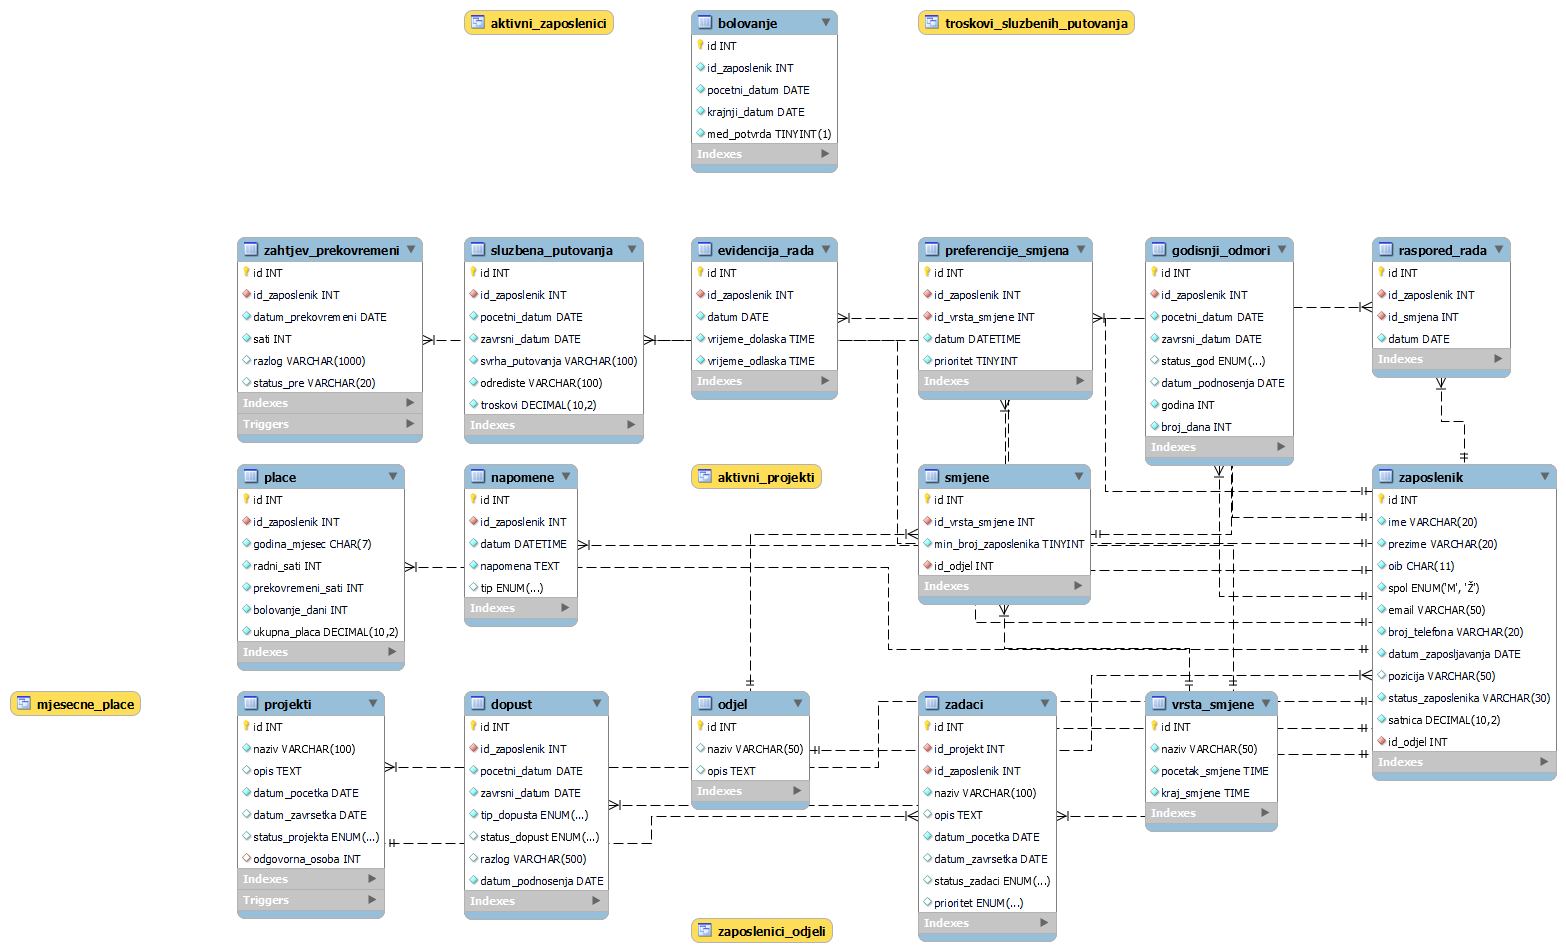 aktivni_zaposlenici
bolovanje
id INT
id_zaposlenik INT
pocetni_datum DATE
krajnji_datum DATE
med_potvrda TINYINT(1)
Indexes
troskovi_sluzbenih_putovanja
zahtjev_prekovremeni
id INT
id_zaposlenik INT
datum_prekovremeni DATE
sati INT
razlog VARCHAR(1000)
status_pre VARCHAR(20)
Indexes
Triggers
sluzbena_putovanja
id INT
id_zaposlenik INT
pocetni_datum DATE
zavrsni_datum DATE
svrha_putovanja VARCHAR(100)
odrediste VARCHAR(100)
troskovi DECIMAL(10,2)
Indexes
evidencija_rada
id INT
id_zaposlenik INT
datum DATE
vrijeme_dolaska TIME
vrijeme_odlaska TIME
Indexes
preferencije_smjena
id INT
id_zaposlenik INT
id_vrsta_smjene INT
datum DATETIME
prioritet TINYINT
Indexes
godisnji_odmori
id INT
id_zaposlenik INT
pocetni_datum DATE
zavrsni_datum DATE
status_god ENUM(...)
datum_podnosenja DATE
godina INT
broj_dana INT
Indexes
raspored_rada
id INT
id_zaposlenik INT
id_smjena INT
datum DATE
Indexes
place
id INT
id_zaposlenik INT
godina_mjesec CHAR(7)
radni_sati INT
prekovremeni_sati INT
bolovanje_dani INT
ukupna_placa DECIMAL(10,2)
Indexes
napomene
id INT
id_zaposlenik INT
datum DATETIME
napomena TEXT
tip ENUM(...)
Indexes
aktivni_projekti
smjene
id INT
id_vrsta_smjene INT
min_broj_zaposlenika TINYINT
id_odjel INT
Indexes
zaposlenik
id INT
ime VARCHAR(20)
prezime VARCHAR(20)
oib CHAR(11)
spol ENUM('M', 'Ž')
email VARCHAR(50)
broj_telefona VARCHAR(20)
datum_zaposljavanja DATE
pozicija VARCHAR(50)
status_zaposlenika VARCHAR(30)
satnica DECIMAL(10,2)
id_odjel INT
Indexes
mjesecne_place
projekti
id INT
naziv VARCHAR(100)
opis TEXT
datum_pocetka DATE
datum_zavrsetka DATE
status_projekta ENUM(...)
odgovorna_osoba INT
Indexes
Triggers
dopust
id INT
id_zaposlenik INT
pocetni_datum DATE
zavrsni_datum DATE
tip_dopusta ENUM(...)
status_dopust ENUM(...)
razlog VARCHAR(500)
datum_podnosenja DATE
Indexes
odjel
id INT
naziv VARCHAR(50)
opis TEXT
Indexes
zadaci
id INT
id_projekt INT
id_zaposlenik INT
naziv VARCHAR(100)
opis TEXT
datum_pocetka DATE
datum_zavrsetka DATE
status_zadaci ENUM(...)
prioritet ENUM(...)
Indexes
vrsta_smjene
id INT
naziv VARCHAR(50)
pocetak_smjene TIME
kraj_smjene TIME
Indexes
zaposlenici_odjeli